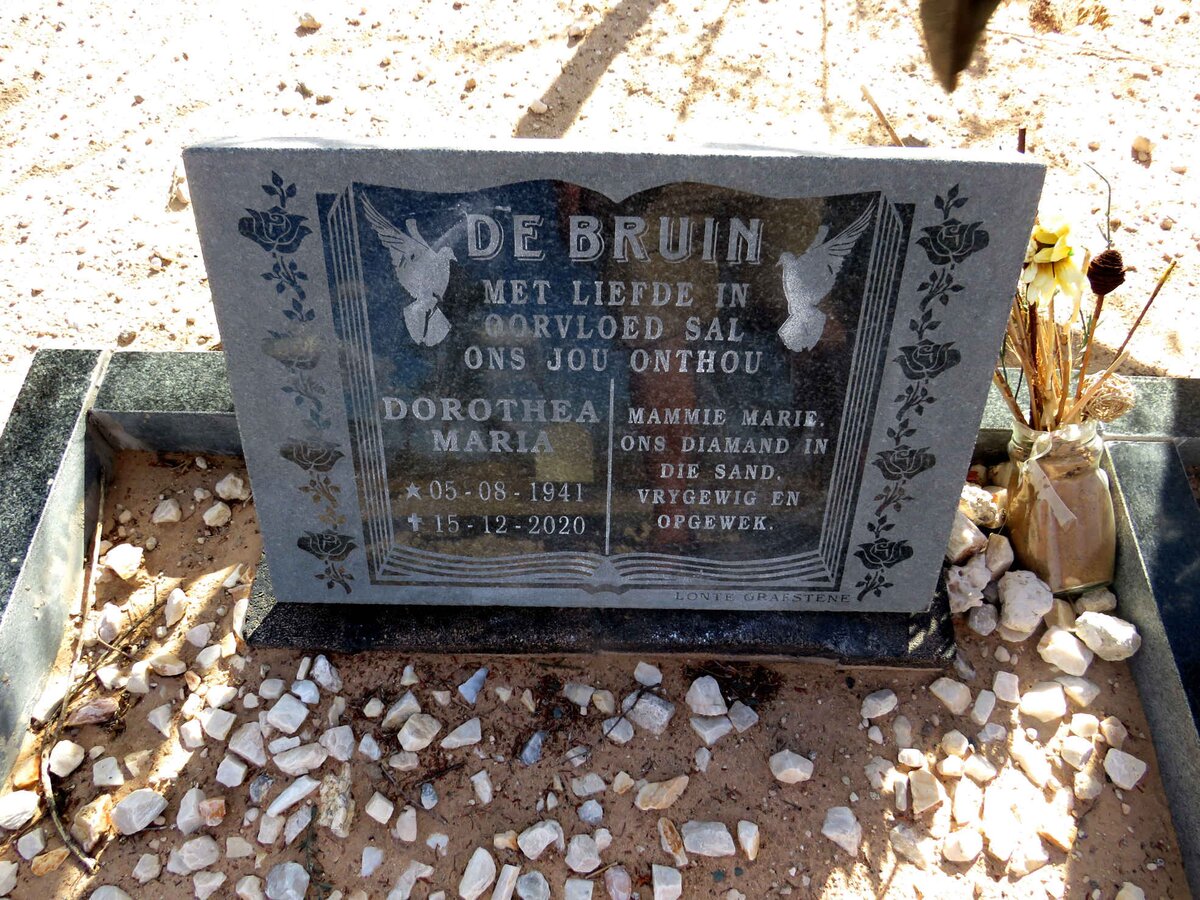 DE BRUIN
MET LIEFDE IN
OORVLOED SAL
ONS JOU ONTHOU
DOROTHEA
MARIA
★ 05-08-1941
✝ 15-12-2020
MAMMIE MARIE.
ONS DIAMAND IN
DIE SAND.
VRYGEWIG EN
OPGEWEK.
LONTE GRAFSTENE